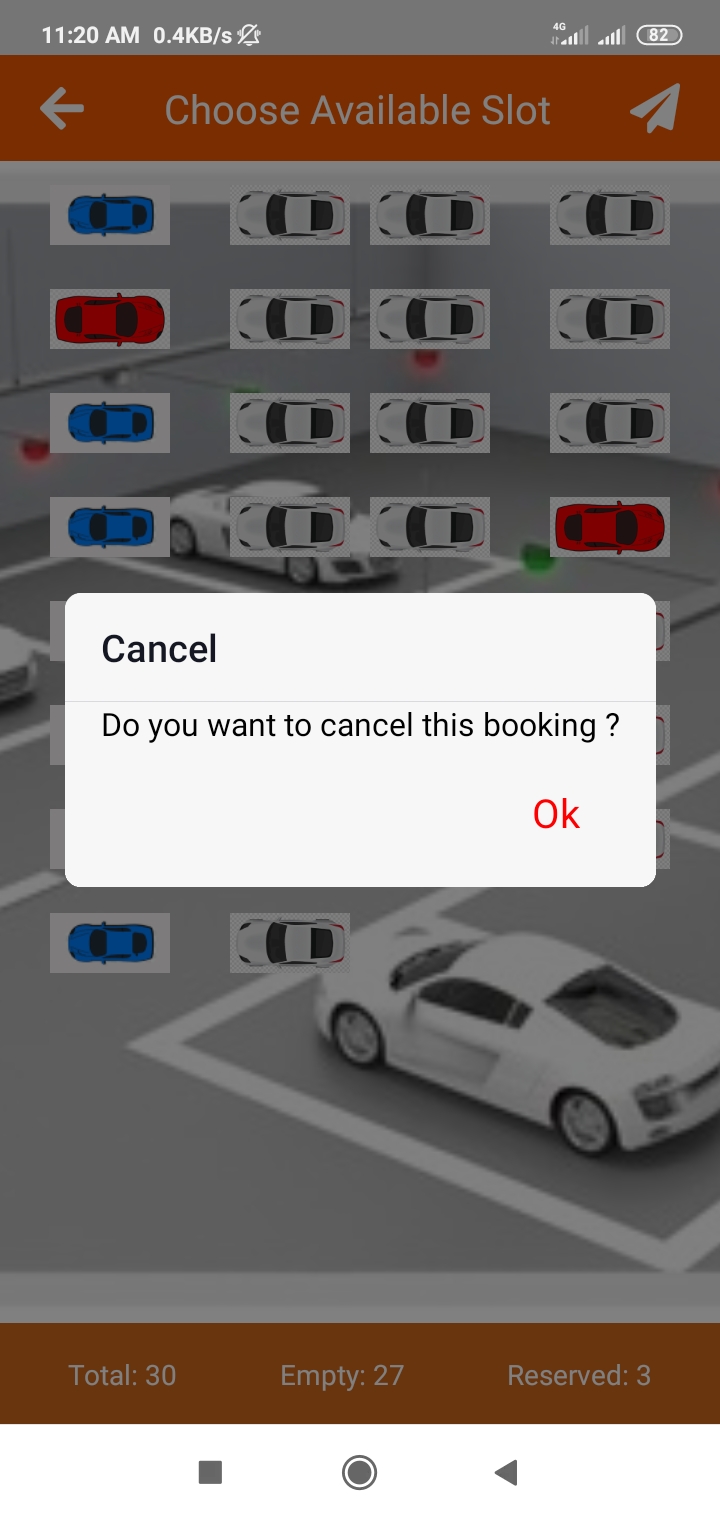 11:20 AM 0.4KB/s 4G 82
Choose Available Slot
Cancel
Do you want to cancel this booking ?
Ok
Total: 30 Empty: 27 Reserved: 3